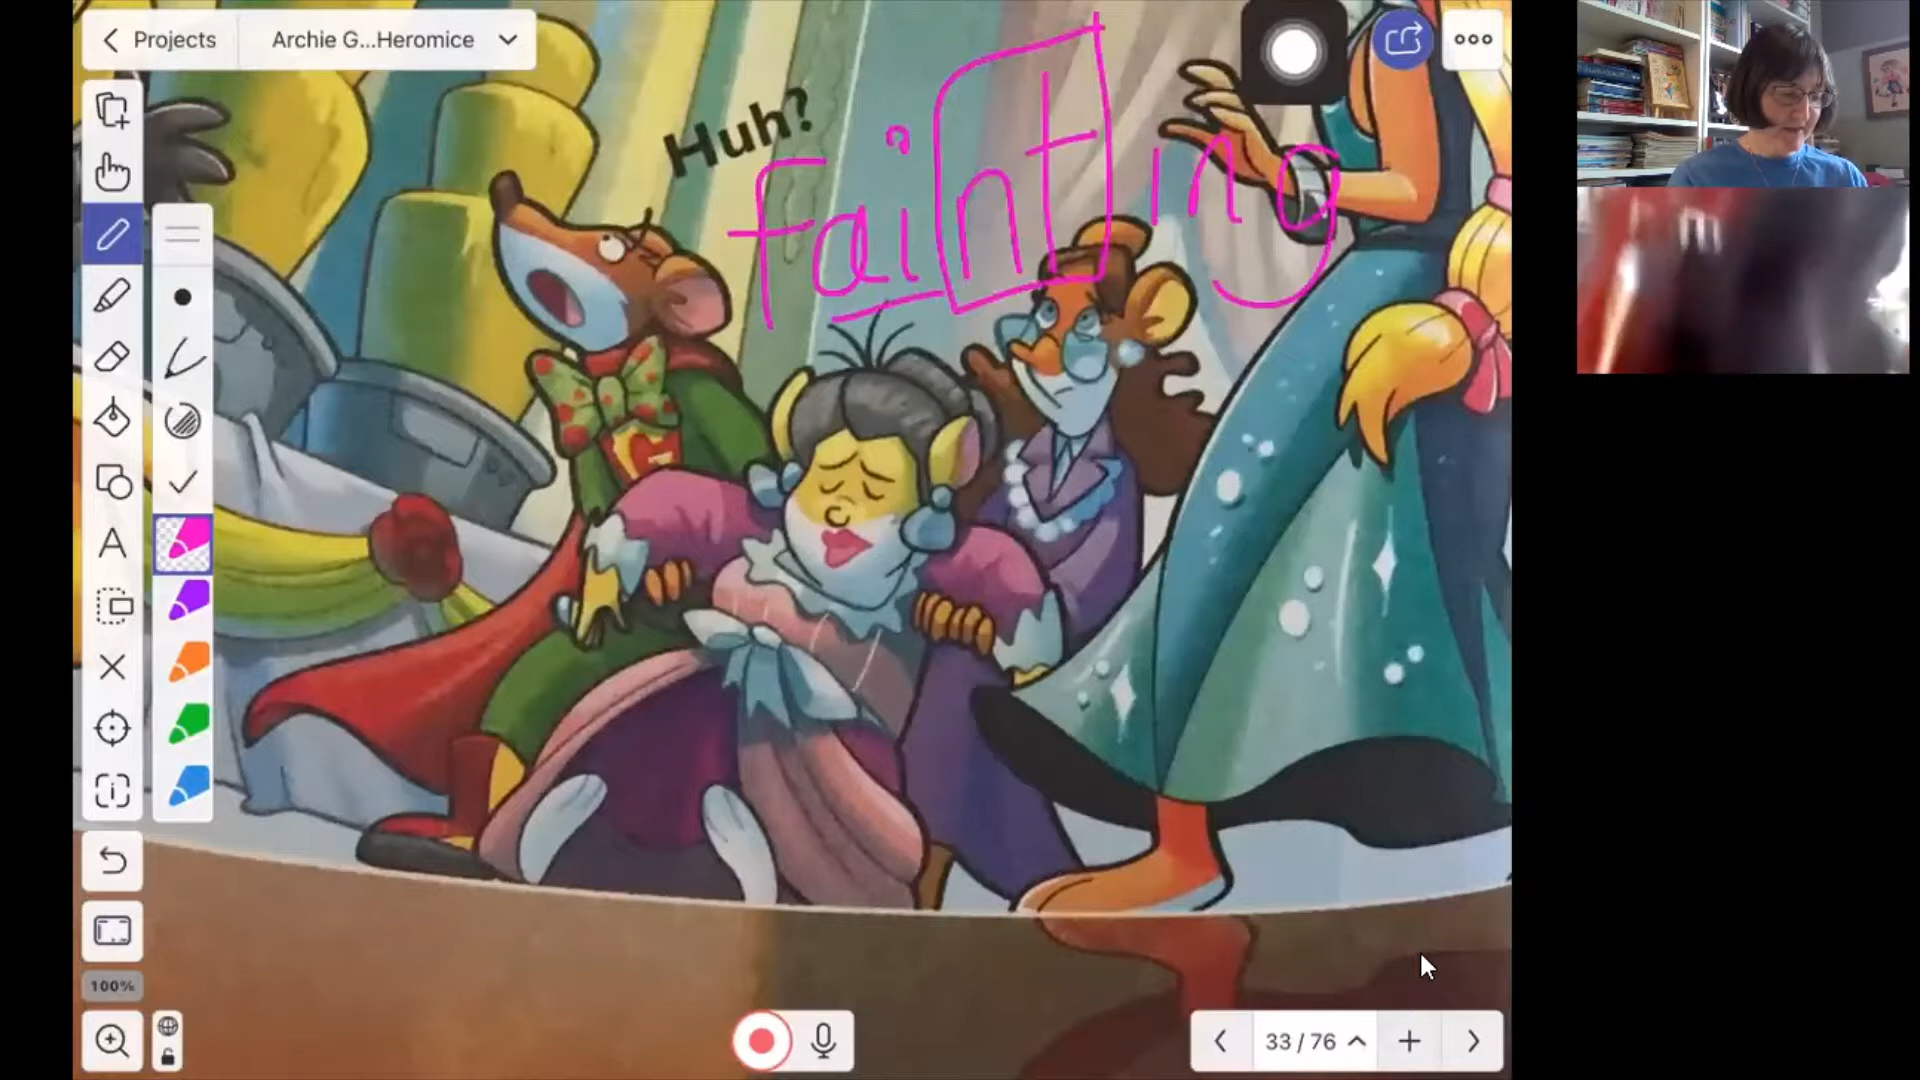 Projects
Archie G...Heromice
Huh?
fainting
A
100%
33 / 76